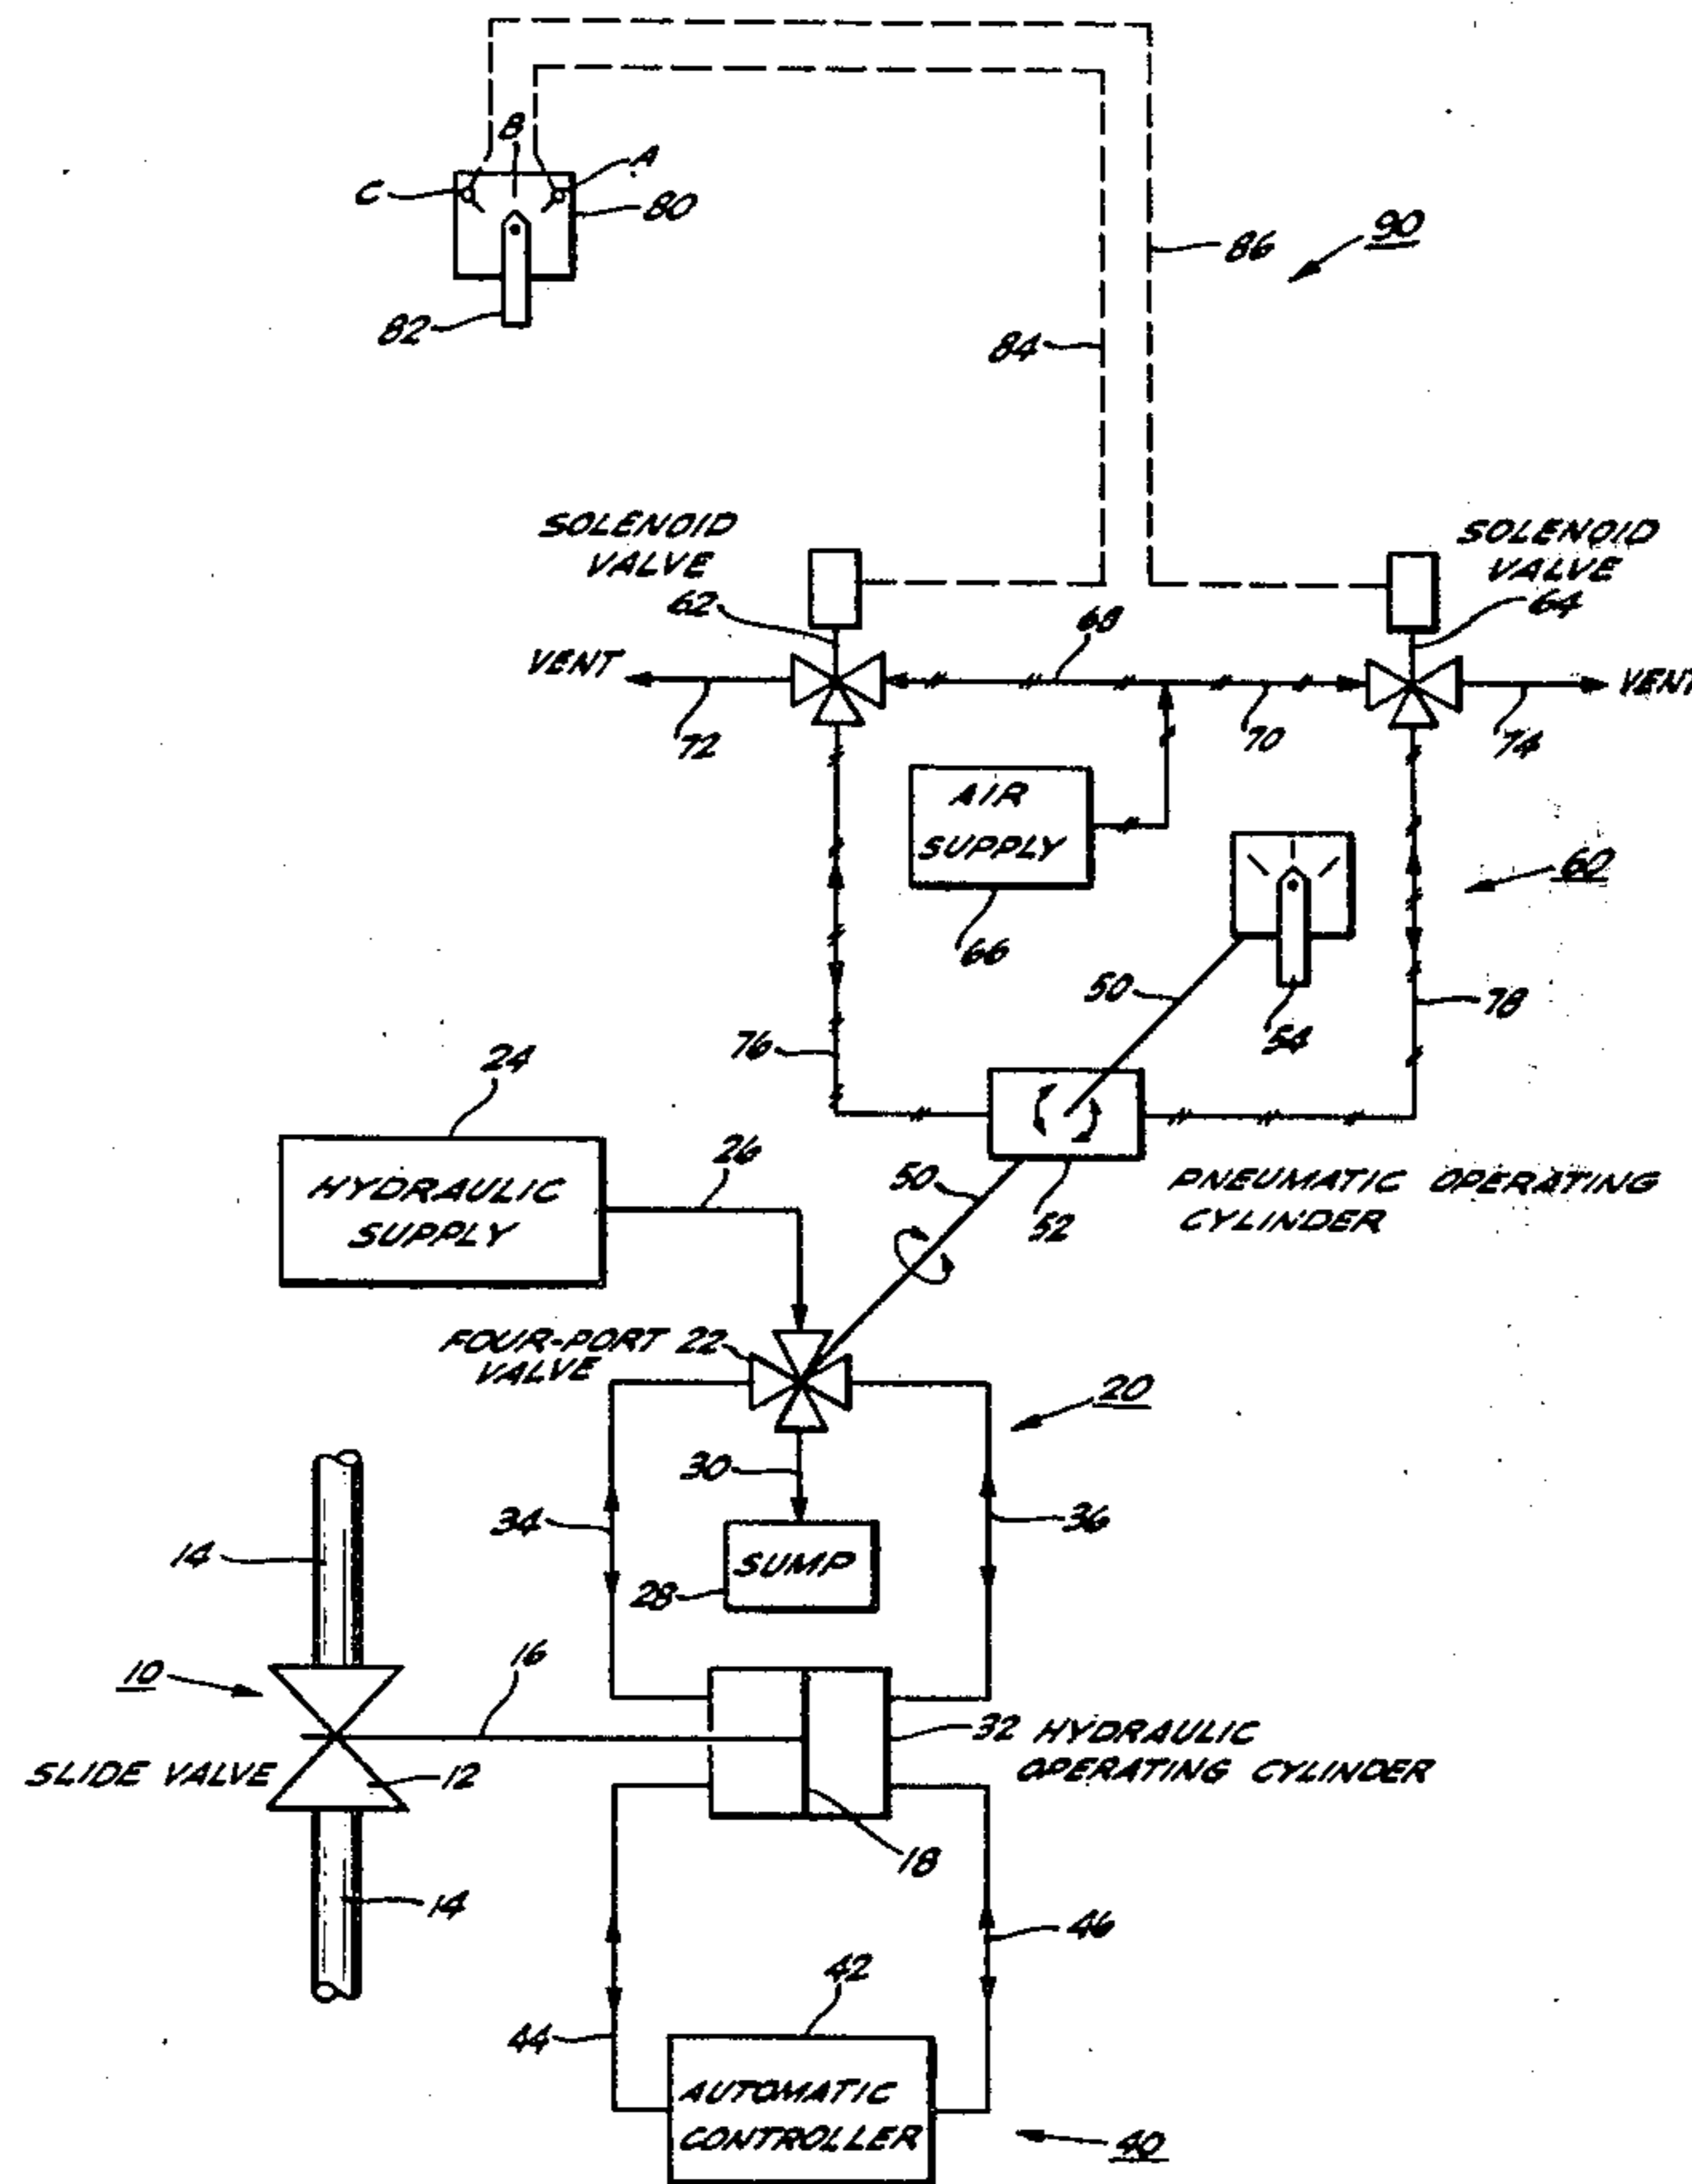 B
C
A
80
82
90
86
84
SOLENOID
VALVE
62
SOLENOID
VALVE
64
68
VENT
VENT
72
70
74
AIR
SUPPLY
66
60
50
54
78
76
24
26
HYDRAULIC
SUPPLY
50
52
PNEUMATIC OPERATING
CYLINDER
FOUR-PORT
VALVE
22
20
30
34
36
14
SUMP
28
10
16
32 HYDRAULIC
OPERATING CYLINDER
SLIDE VALVE
12
18
14
46
42
44
AUTOMATIC
CONTROLLER
40